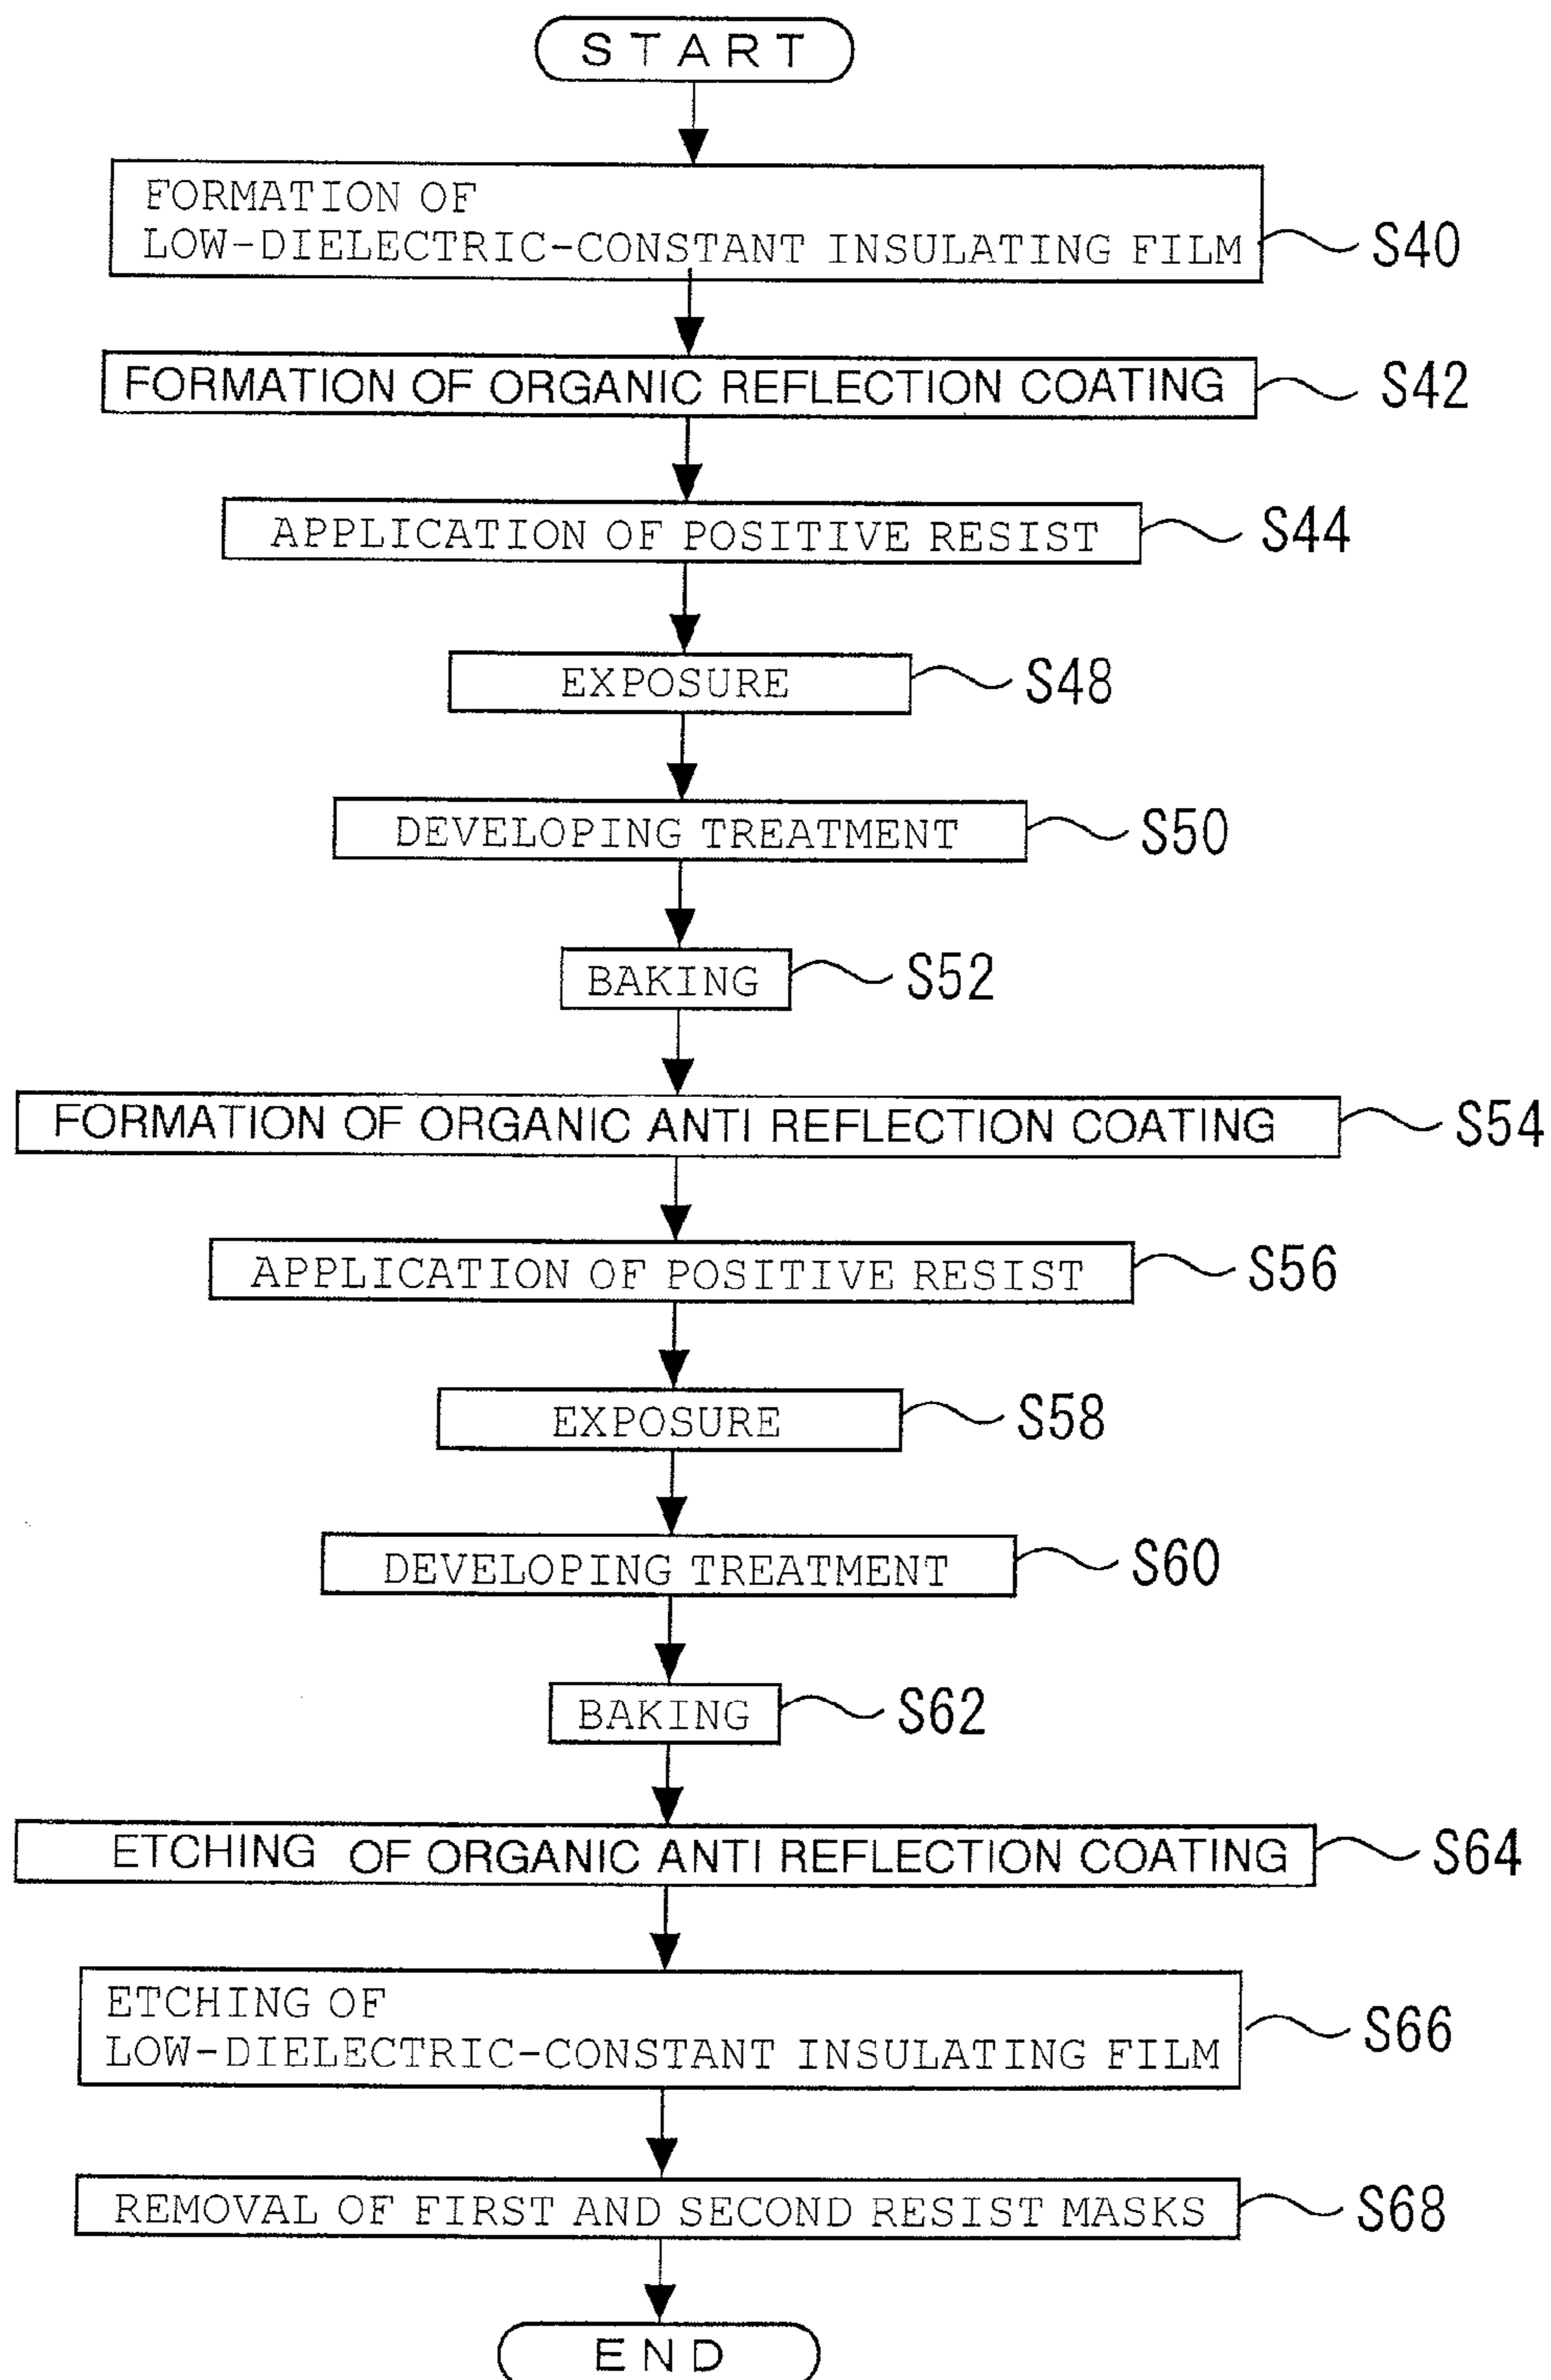 START
FORMATION OF
LOW-DIELECTRIC-CONSTANT INSULATING FILM
S40
FORMATION OF ORGANIC REFLECTION COATING
S42
APPLICATION OF POSITIVE RESIST
S44
EXPOSURE
S48
DEVELOPING TREATMENT
S50
BAKING
S52
FORMATION OF ORGANIC ANTI REFLECTION COATING
S54
APPLICATION OF POSITIVE RESIST
S56
EXPOSURE
S58
DEVELOPING TREATMENT
S60
BAKING
S62
ETCHING OF ORGANIC ANTI REFLECTION COATING
S64
ETCHING OF
LOW-DIELECTRIC-CONSTANT INSULATING FILM
S66
REMOVAL OF FIRST AND SECOND RESIST MASKS
S68
END